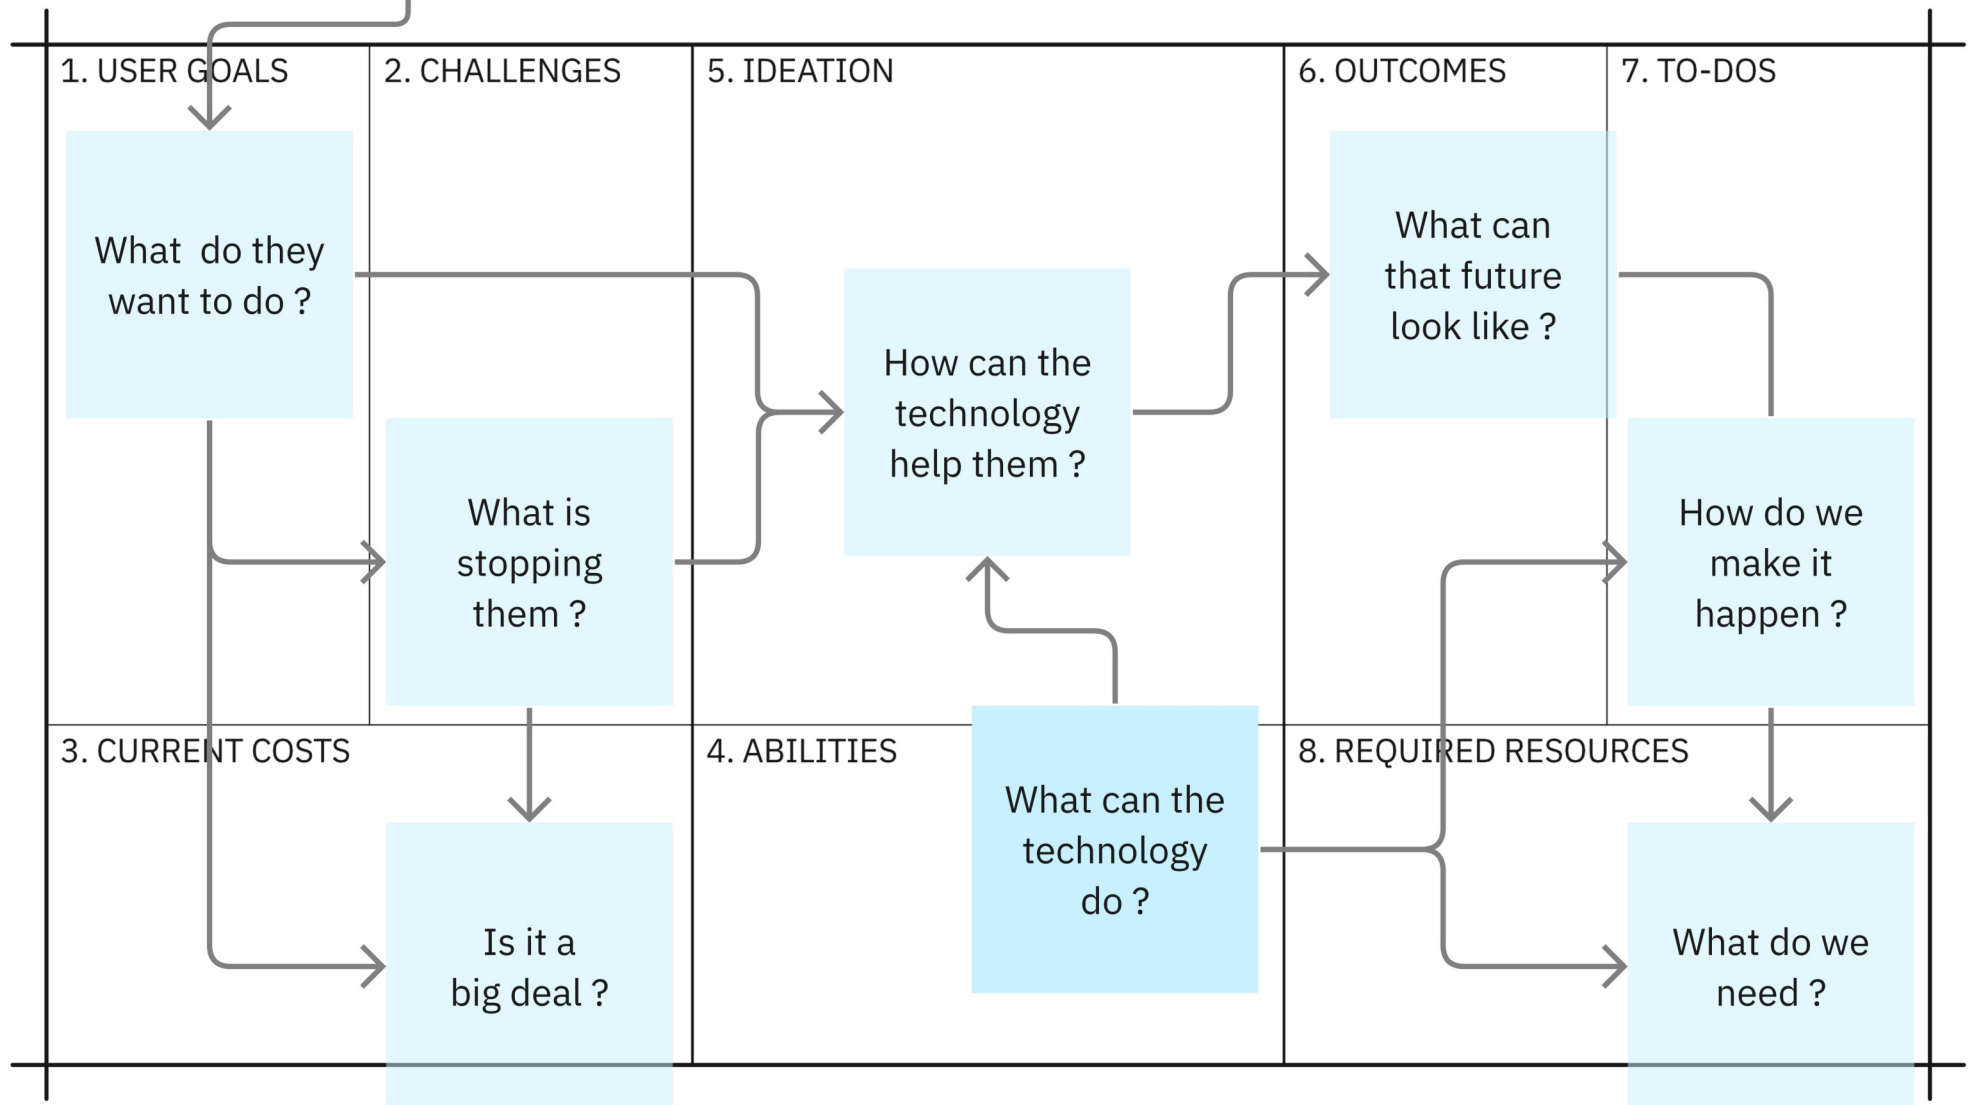 1. USER GOALS
What  do they
want to do ?
2. CHALLENGES
What is
stopping
them ?
3. CURRENT COSTS
Is it a
big deal ?
4. ABILITIES
What can the
technology
do ?
5. IDEATION
How can the
technology
help them ?
6. OUTCOMES
What can
that future
look like ?
7. TO-DOS
How do we
make it
happen ?
8. REQUIRED RESOURCES
What do we
need ?